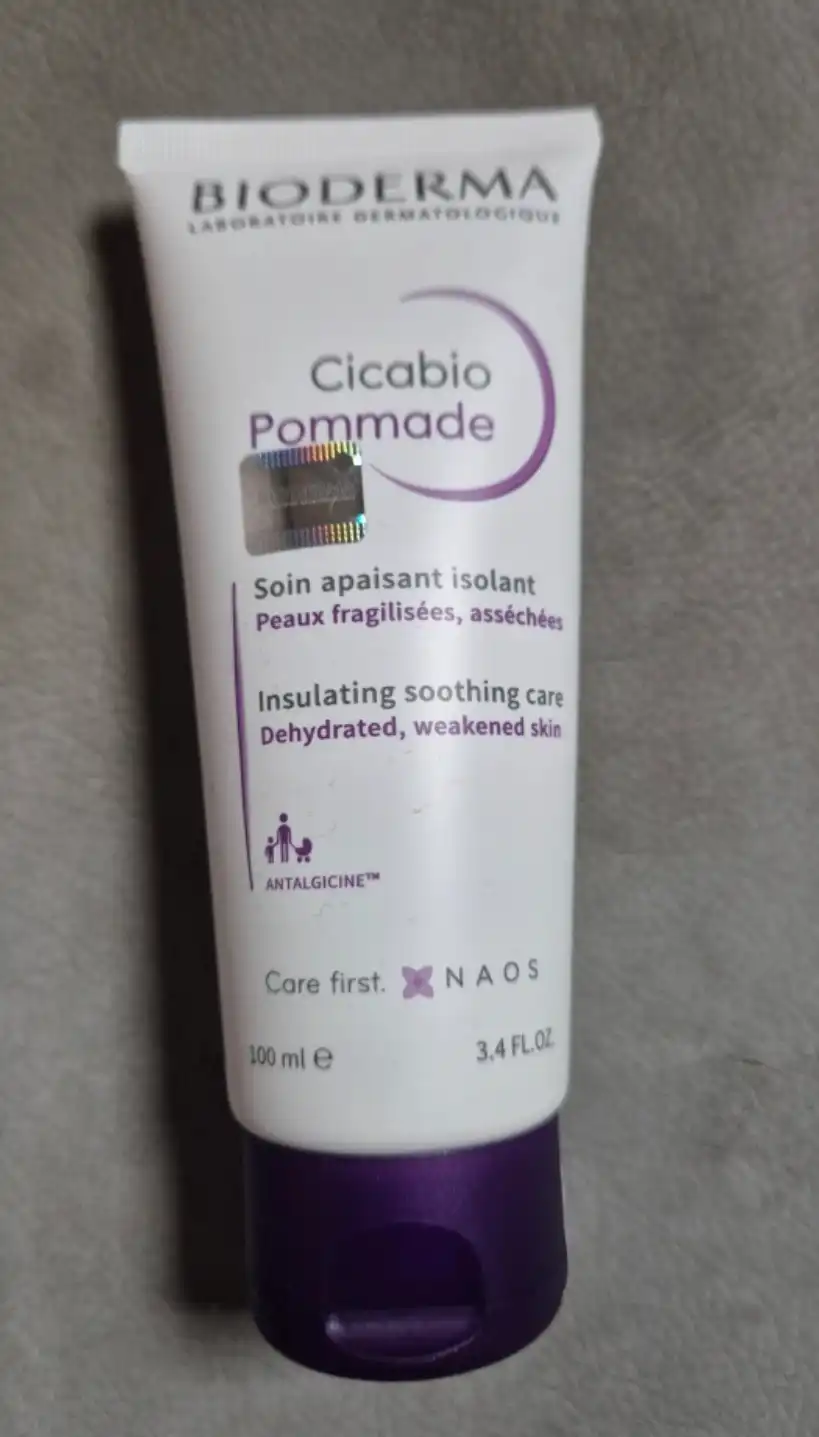 BIODERMA
LABORATOIRE DERMATOLOGIQUE
Cicabio
Pommade
Soin apaisant isolant
Peaux fragilisées, asséchées
Insulating soothing care
Dehydrated, weakened skin
ANTALGICINE™
Care first. NAOS
100 ml ℮ 3.4 FL.OZ.